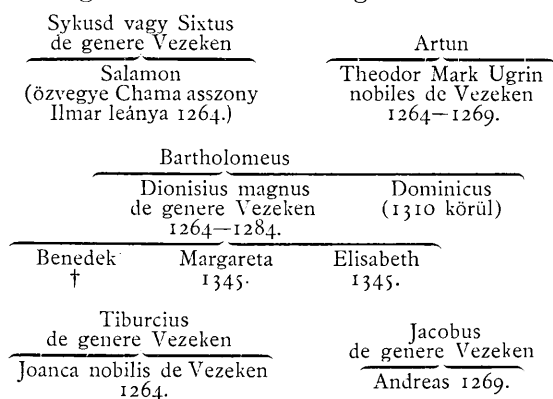 Sykusd vagy Sixtus
de genere Vezeken
Salamon
(özvegye Chama asszony
Ilmar leánya 1264.)
Artun
Theodor Mark Ugrin
nobiles de Vezeken
1264—1269.
Bartholomeus
Dionisius magnus
de genere Vezeken
1264—1284.
Dominicus
(1310 körül)
Benedek
†
Margareta
1345.
Elisabeth
1345.
Tiburcius
de genere Vezeken
Joanca nobilis de Vezeken
1264.
Jacobus
de genere Vezeken
Andreas 1269.